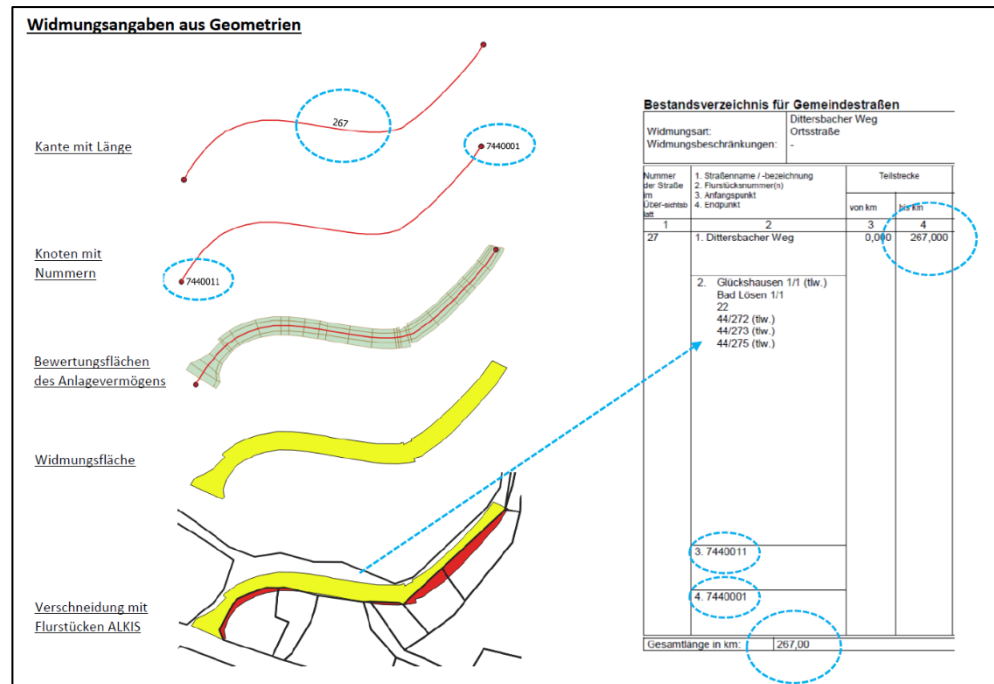 Widmungsangaben aus Geometrien
267
Kante mit Länge
7440001
Knoten mit
Nummern
7440011
Bewertungsflächen
des Anlagevermögens
Widmungsfläche
Verschneidung mit
Flurstücken ALKIS
Bestandsverzeichnis für Gemeindestraßen
Dittersbacher Weg
Widmungsart: Ortsstraße
Widmungsbeschränkungen: -
Nummer
der Straße
im
Über-sichtsb
latt
1. Straßenname / -bezeichnung
2. Flurstücksnummer(n)
3. Anfangspunkt
4. Endpunkt
Teilstrecke
von km bis km
1 2 3 4
27 1. Dittersbacher Weg 0,000 267,000
2. Glückshausen 1/1 (tlw.)
Bad Lösen 1/1
22
44/272 (tlw.)
44/273 (tlw.)
44/275 (tlw.)
3. 7440011
4. 7440001
Gesamtlänge in km: 267,00